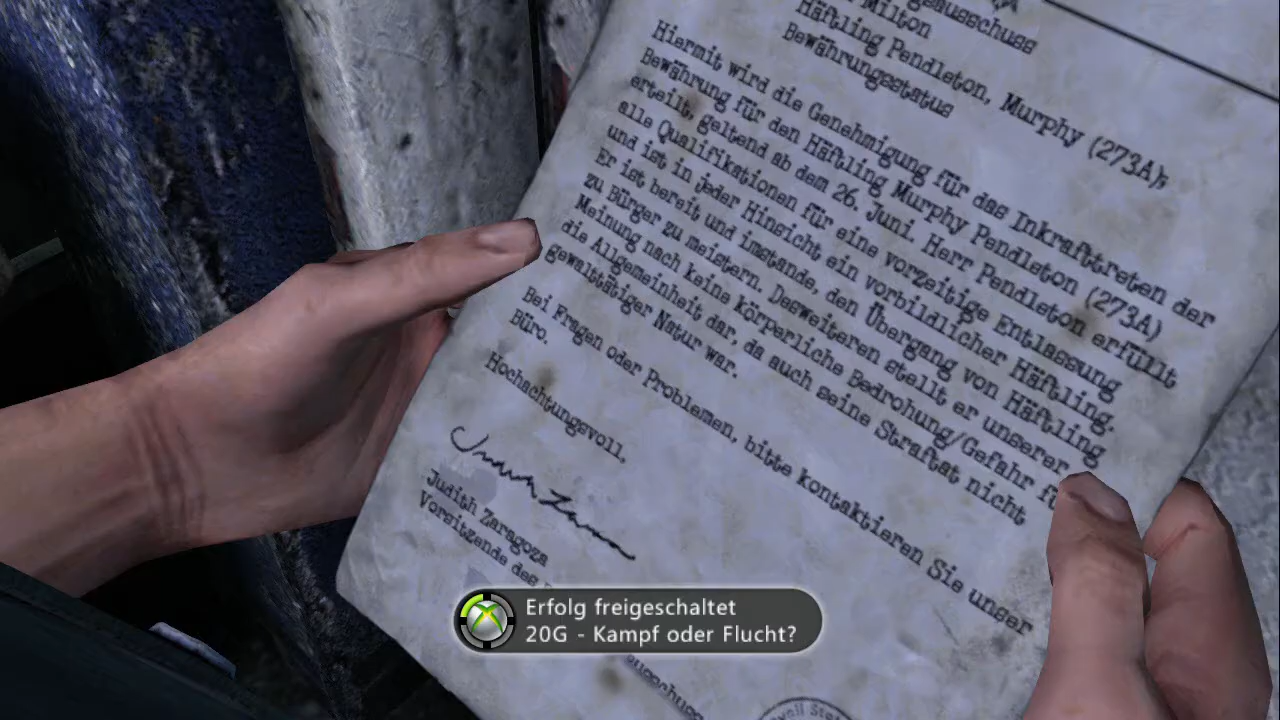 Milton
Häftling Pendleton, Murphy (273A);
Bewährungsstatus
Hiermit wird die Genehmigung für das Inkrafttreten der
Bewährung für den Häftling Murphy Pendleton (273A)
erteilt, geltend ab dem 26. Juni. Herr Pendleton erfüllt
alle Qualifikationen für eine vorzeitige Entlassung
und ist in jeder Hinsicht ein vorbildlicher Häftling.
Er ist bereit und imstande, den Übergang von Häftling
zu Bürger zu meistern. Desweiteren stellt er unserer
Meinung nach keine körperliche Bedrohung/Gefahr fü
die Allgemeinheit dar, da auch seine Straftat nicht
gewalttätiger Natur war.
Bei Fragen oder Problemen, bitte kontaktieren Sie unser
Büro.
Hochachtungsvoll,
Judith Zaragoza
Vorsitzende des
Erfolg freigeschaltet
20G - Kampf oder Flucht?